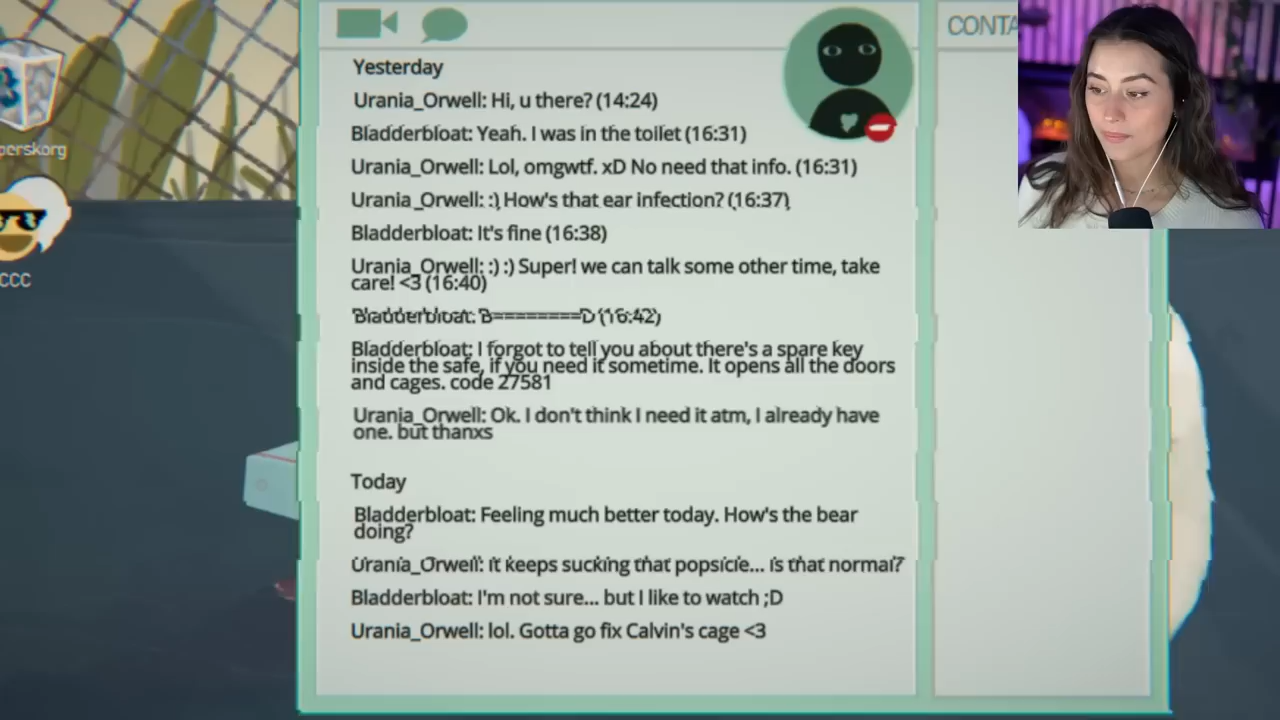 CONTA
Yesterday
Urania_Orwell: Hi, u there? (14:24)
Bladderbloat: Yeah. I was in the toilet (16:31)
Urania_Orwell: Lol, omgwtf. xD No need that info. (16:31)
Urania_Orwell: :) How's that ear infection? (16:37)
Bladderbloat: It's fine (16:38)
Urania_Orwell: :) :) Super! we can talk some other time, take
care! <3 (16:40)
Bladderbloat: B========D (16:42)
Bladderbloat: I forgot to tell you about there's a spare key
inside the safe, if you need it sometime. It opens all the doors
and cages. code 27581
Urania_Orwell: Ok. I don't think I need it atm, I already have
one. but thanxs
Today
Bladderbloat: Feeling much better today. How's the bear
doing?
Urania_Orwell: It keeps sucking that popsicle... is that normal?
Bladderbloat: I'm not sure... but I like to watch ;D
Urania_Orwell: lol. Gotta go fix Calvin's cage <3
perskorg
CCC